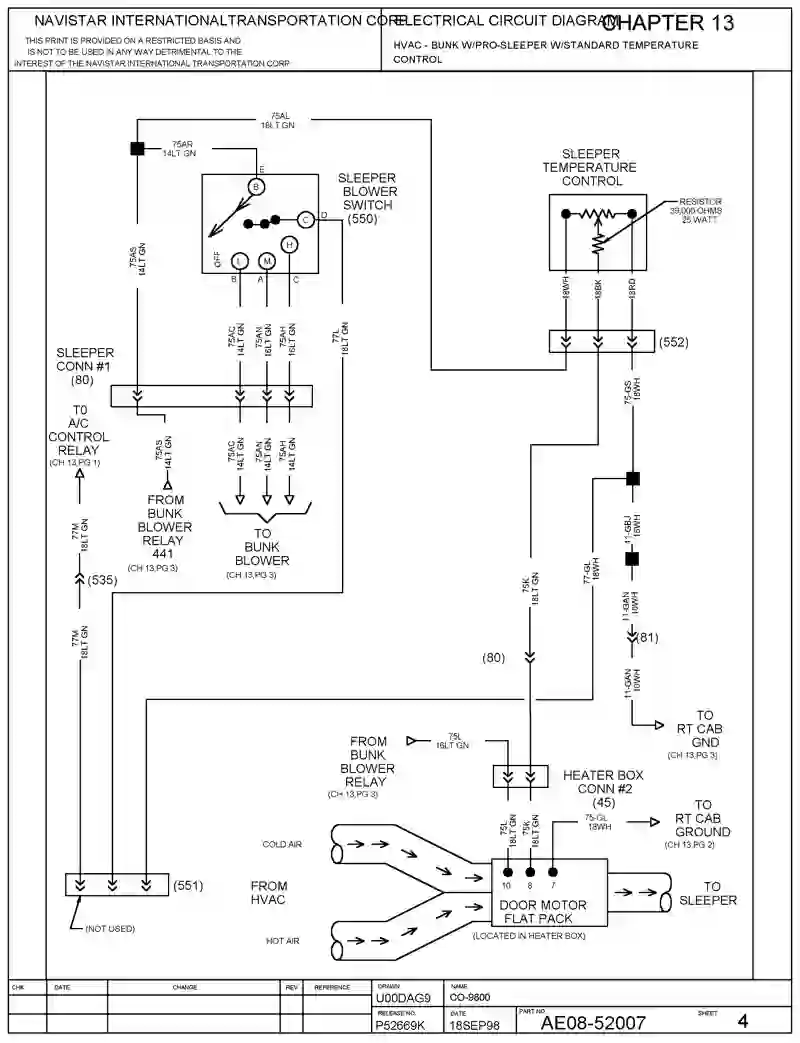 NAVISTAR INTERNATIONALTRANSPORTATION CORP
THIS PRINT IS PROVIDED ON A RESTRICTED BASIS AND
IS NOT TO BE USED IN ANY WAY DETRIMENTAL TO THE
INTEREST OF THE NAVISTAR INTERNATIONAL TRANSPORTATION CORP
ELECTRICAL CIRCUIT DIAGRAM
CHAPTER 13
HVAC - BUNK W/PRO-SLEEPER W/STANDARD TEMPERATURE
CONTROL
75AL
18LT GN
75AR
14LT GN
E
B
SLEEPER
BLOWER
SWITCH
(550)
C
D
H
L
M
OFF
B
A
C
75AS
14LT GN
SLEEPER
TEMPERATURE
CONTROL
RESISTOR
39,000 OHMS
25 WATT
18WH
18BK
18RD
(552)
75AC
14LT GN
75AN
16LT GN
75AH
16LT GN
77L
18LT GN
SLEEPER
CONN #1
(80)
75-GS
18WH
TO
A/C
CONTROL
RELAY
(CH 13,PG 1)
75AS
14LT GN
75AC
14LT GN
75AN
14LT GN
75AH
14LT GN
FROM
BUNK
BLOWER
RELAY
441
(CH 13,PG 3)
TO
BUNK
BLOWER
(CH 13,PG 3)
77M
18LT GN
(535)
77M
18LT GN
11-GBJ
16WH
77-GL
18WH
75K
18LT GN
11-GAN
10WH
(81)
(80)
11-GAN
10WH
TO
RT CAB
GND
(CH 13,PG 3)
FROM
BUNK
BLOWER
RELAY
(CH 13,PG 3)
75L
16LT GN
HEATER BOX
CONN #2
(45)
75L
18LT GN
75K
18LT GN
75-GL
18WH
TO
RT CAB
GROUND
(CH 13,PG 2)
COLD AIR
FROM
HVAC
HOT AIR
10
8
7
DOOR MOTOR
FLAT PACK
(LOCATED IN HEATER BOX)
TO
SLEEPER
(551)
(NOT USED)
CHK
DATE
CHANGE
REV
REFERENCE
DRAWN
U00DAG9
NAME
CO-9800
RELEASE NO.
P52669K
DATE
18SEP98
PART NO.
AE08-52007
SHEET
4